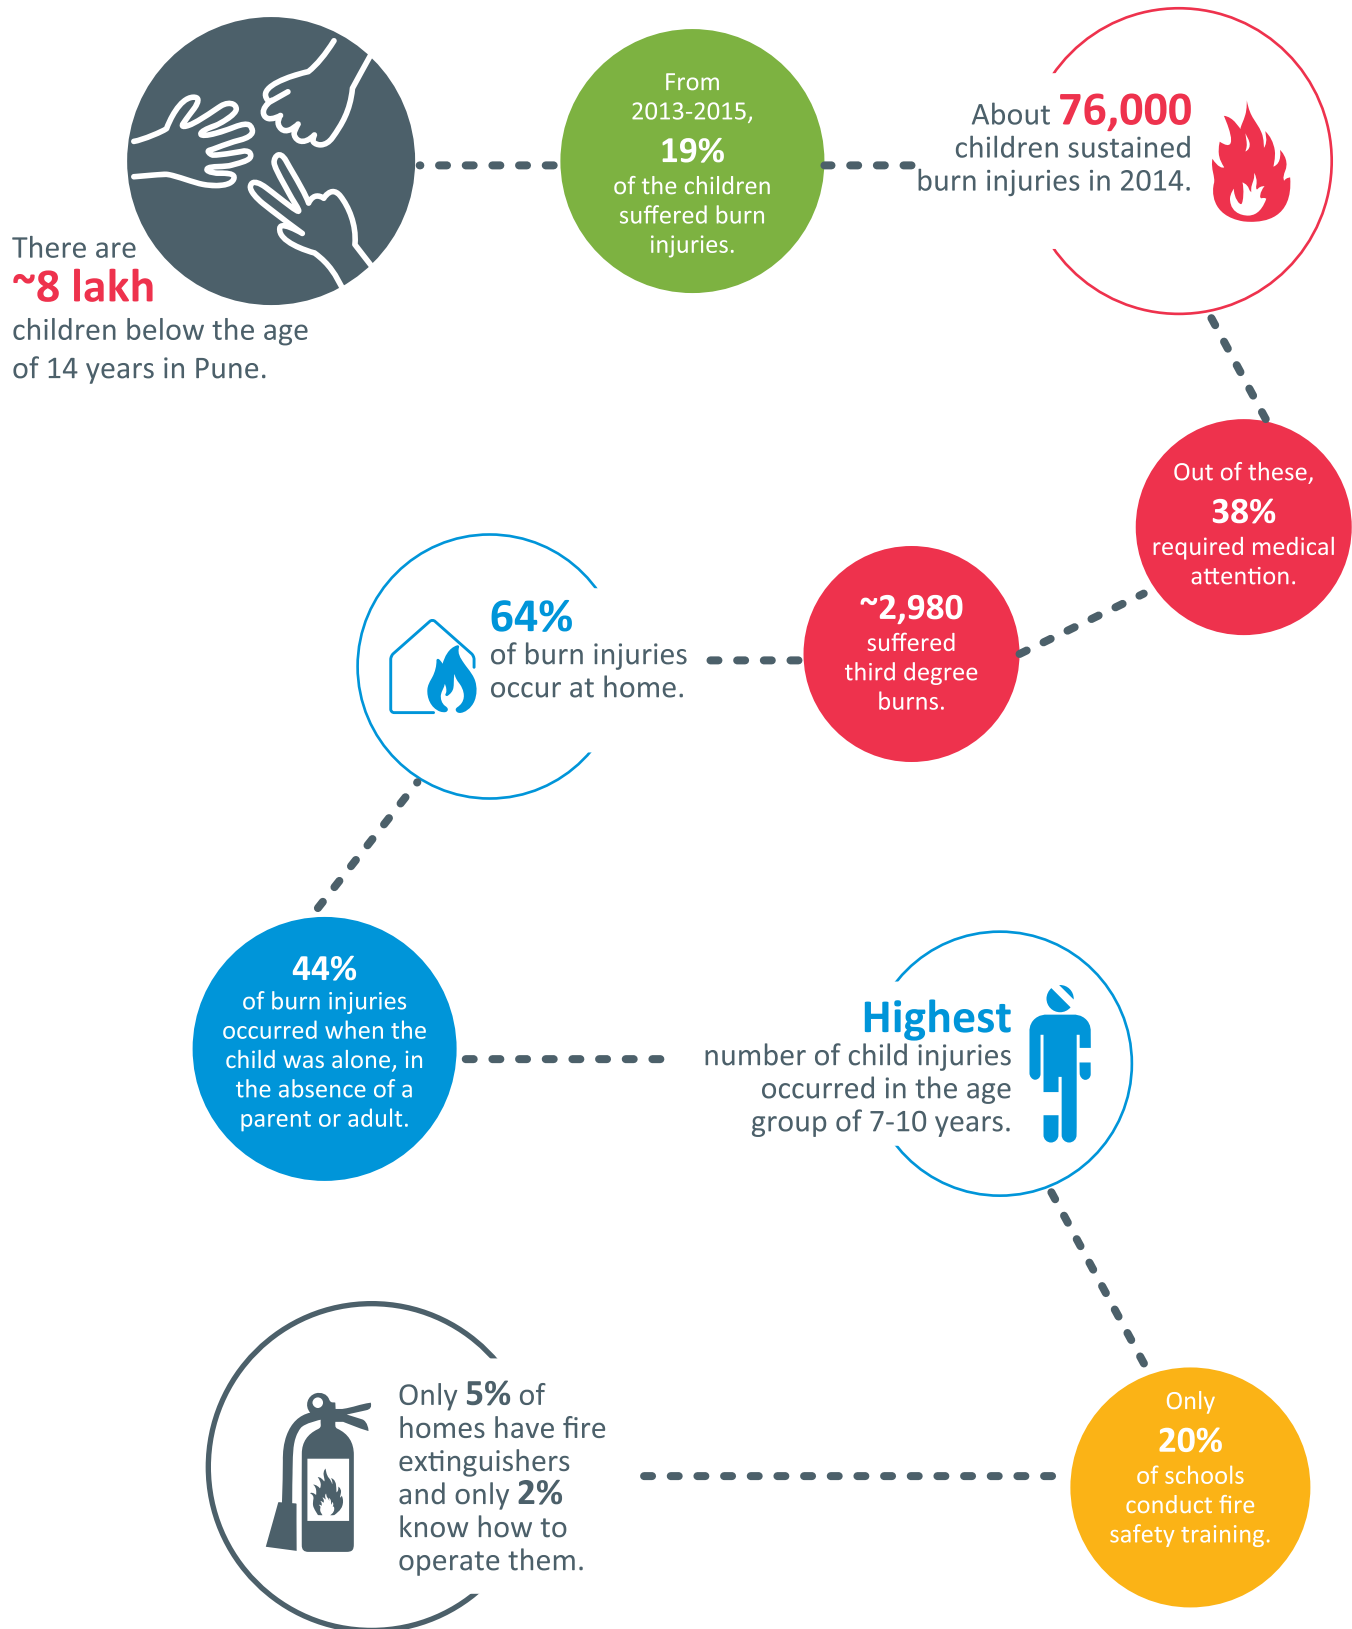 There are
~8 lakh
children below the age
of 14 years in Pune.
From
2013-2015,
19%
of the children
suffered burn
injuries.
About 76,000
children sustained
burn injuries in 2014.
Out of these,
38%
required medical
attention.
~2,980
suffered
third degree
burns.
64%
of burn injuries
occur at home.
44%
of burn injuries
occurred when the
child was alone, in
the absence of a
parent or adult.
Highest
number of child injuries
occurred in the age
group of 7-10 years.
Only
20%
of schools
conduct fire
safety training.
Only 5% of
homes have fire
extinguishers
and only 2%
know how to
operate them.